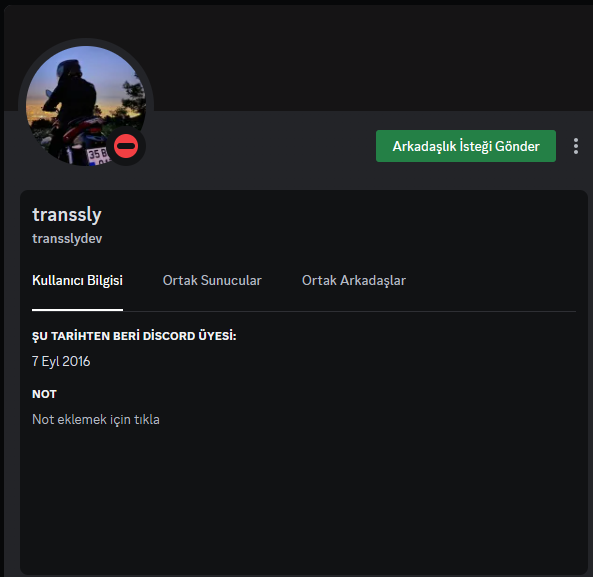 35 B
Arkadaşlık İsteği Gönder
transsly
transslydev
Kullanıcı Bilgisi
Ortak Sunucular
Ortak Arkadaşlar
ŞU TARİHTEN BERİ DİSCORD ÜYESİ:
7 Eyl 2016
NOT
Not eklemek için tıkla